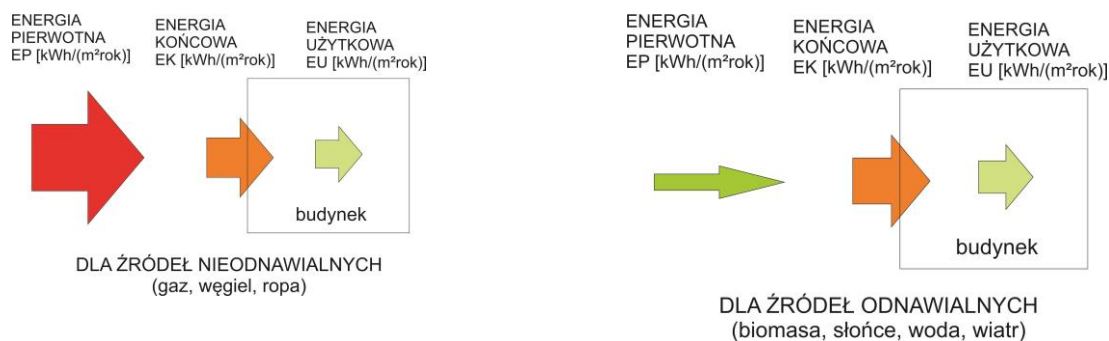 ENERGIA
PIERWOTNA
EP [kWh/(m²rok)]
ENERGIA
KOŃCOWA
EK [kWh/(m²rok)]
ENERGIA
UŻYTKOWA
EU [kWh/(m²rok)]
budynek
DLA ŹRÓDEŁ NIEODNAWIALNYCH
(gaz, węgiel, ropa)
ENERGIA
PIERWOTNA
EP [kWh/(m²rok)]
ENERGIA
KOŃCOWA
EK [kWh/(m²rok)]
ENERGIA
UŻYTKOWA
EU [kWh/(m²rok)]
budynek
DLA ŹRÓDEŁ ODNAWIALNYCH
(biomasa, słońce, woda, wiatr)